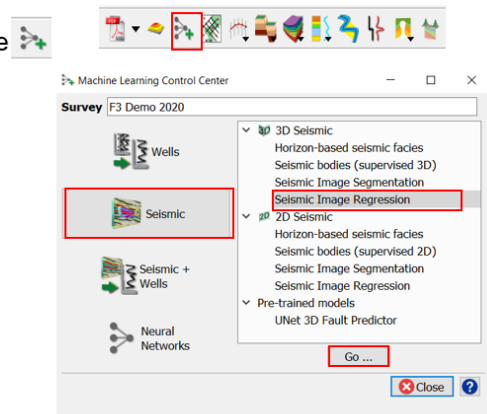 e
Machine Learning Control Center
Survey F3 Demo 2020
Wells
Seismic
Seismic +
Wells
Neural
Networks
3D 3D Seismic
Horizon-based seismic facies
Seismic bodies (supervised 3D)
Seismic Image Segmentation
Seismic Image Regression
2D 2D Seismic
Horizon-based seismic facies
Seismic bodies (supervised 2D)
Seismic Image Segmentation
Seismic Image Regression
Pre-trained models
UNet 3D Fault Predictor
Go ...
Close ?